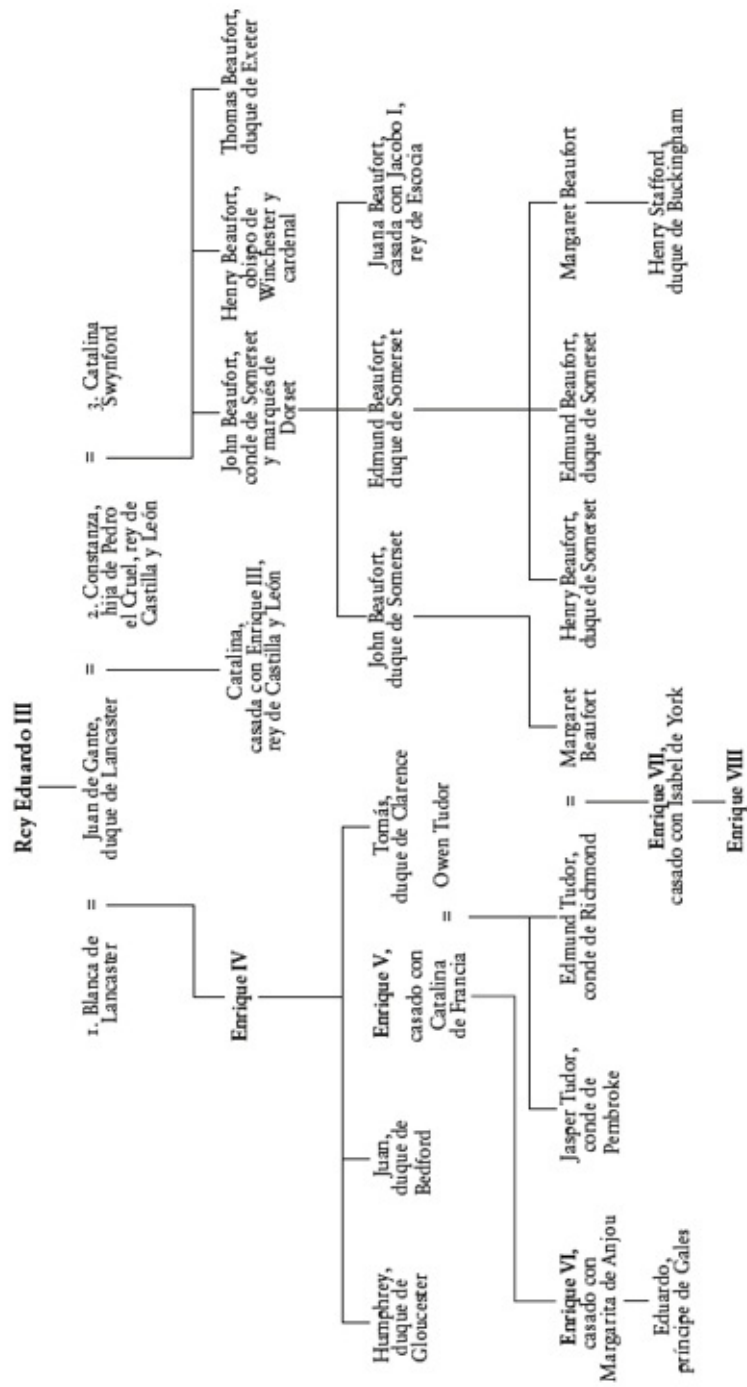 Rey Eduardo III
1. Blanca de
Lancaster
=
Juan de Gante,
duque de Lancaster
=
2. Constanza,
hija de Pedro
el Cruel, rey de
Castilla y León
=
3. Catalina
Swynford
Enrique IV
Catalina,
casada con Enrique III,
rey de Castilla y León
John Beaufort,
conde de Somerset
y marqués de
Dorset
Henry Beaufort,
obispo de
Winchester y
cardenal
Thomas Beaufort,
duque de Exeter
Humphrey,
duque de
Gloucester
Juan,
duque de
Bedford
Enrique V,
casado con
Catalina
de Francia
=
Owen Tudor
Tomás,
duque de Clarence
John Beaufort,
duque de Somerset
Edmund Beaufort,
duque de Somerset
Juana Beaufort,
casada con Jacobo I,
rey de Escocia
Enrique VI,
casado con
Margarita de Anjou
Jasper Tudor,
conde de
Pembroke
Edmund Tudor,
conde de Richmond
=
Margaret
Beaufort
Henry Beaufort,
duque de Somerset
Edmund Beaufort,
duque de Somerset
Margaret Beaufort
Eduardo,
príncipe de Gales
Enrique VII,
casado con Isabel de York
Henry Stafford,
duque de Buckingham
Enrique VIII